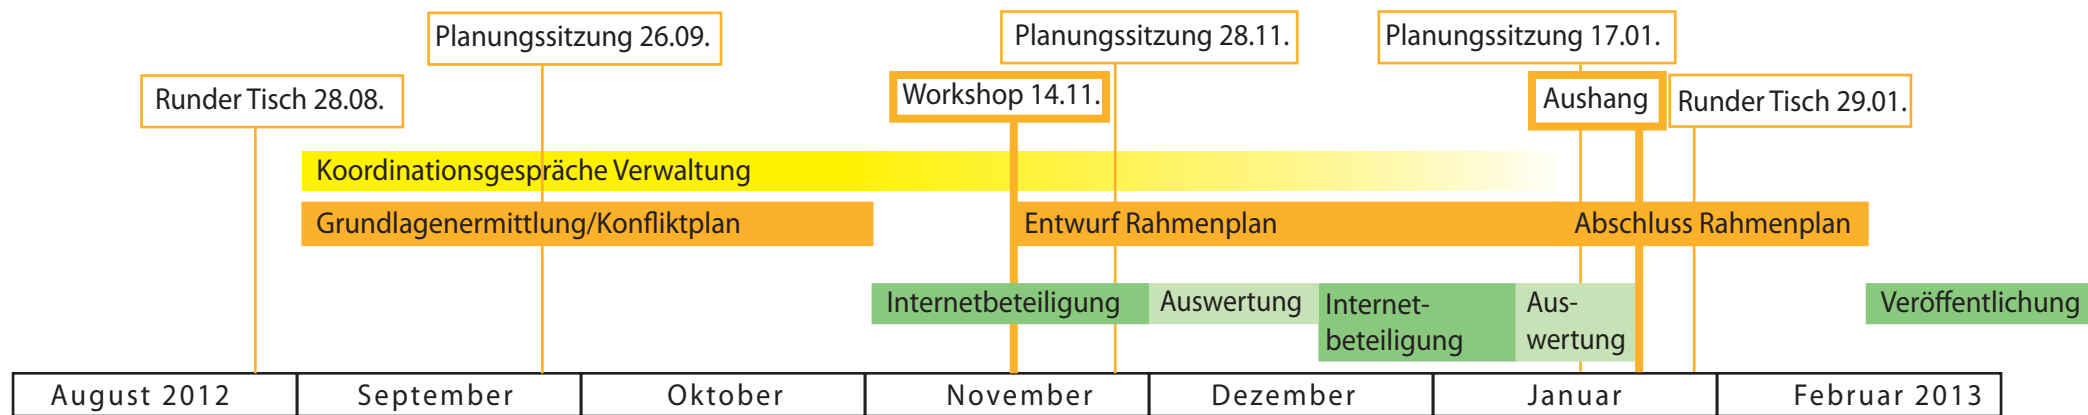 Planungssitzung 26.09.
Planungssitzung 28.11.
Planungssitzung 17.01.
Runder Tisch 28.08.
Workshop 14.11.
Aushang
Runder Tisch 29.01.
Koordinationsgespräche Verwaltung
Grundlagenermittlung/Konfliktplan
Entwurf Rahmenplan
Abschluss Rahmenplan
Internetbeteiligung
Auswertung
Internet-
beteiligung
Aus-
wertung
Veröffentlichung
August 2012
September
Oktober
November
Dezember
Januar
Februar 2013